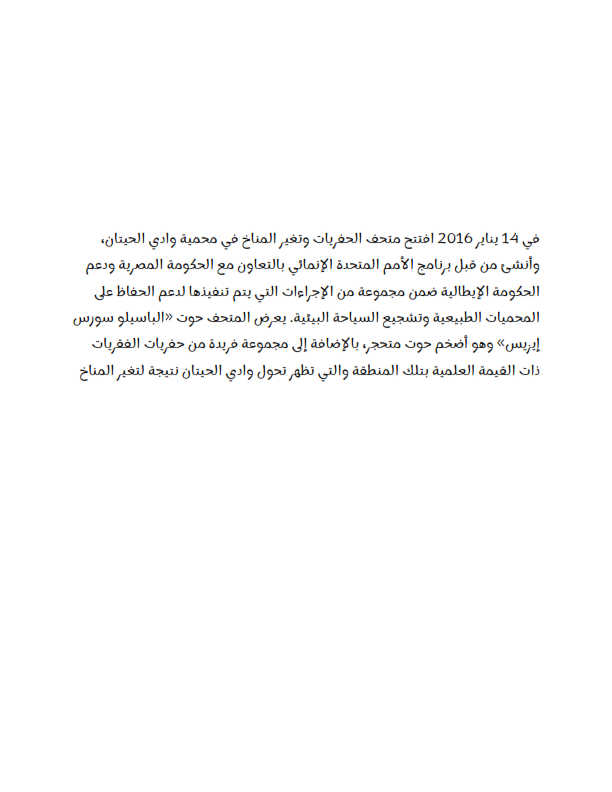 في 14 يناير 2016 افتتح متحف الحفريات وتغير المناخ في محمية وادي الحيتان،
وأنشئ من قبل برنامج الأمم المتحدة الإنمائي بالتعاون مع الحكومة المصرية ودعم
الحكومة الإيطالية ضمن مجموعة من الإجراءات التي يتم تنفيذها لدعم الحفاظ على
المحميات الطبيعية وتشجيع السياحة البيئية. يعرض المتحف حوت «الباسيلو سورس
إيزيس» وهو أضخم حوت متحجر، بالإضافة إلى مجموعة فريدة من حفريات الفقريات
ذات القيمة العلمية بتلك المنطقة والتي تظهر تحول وادي الحيتان نتيجة لتغير المناخ